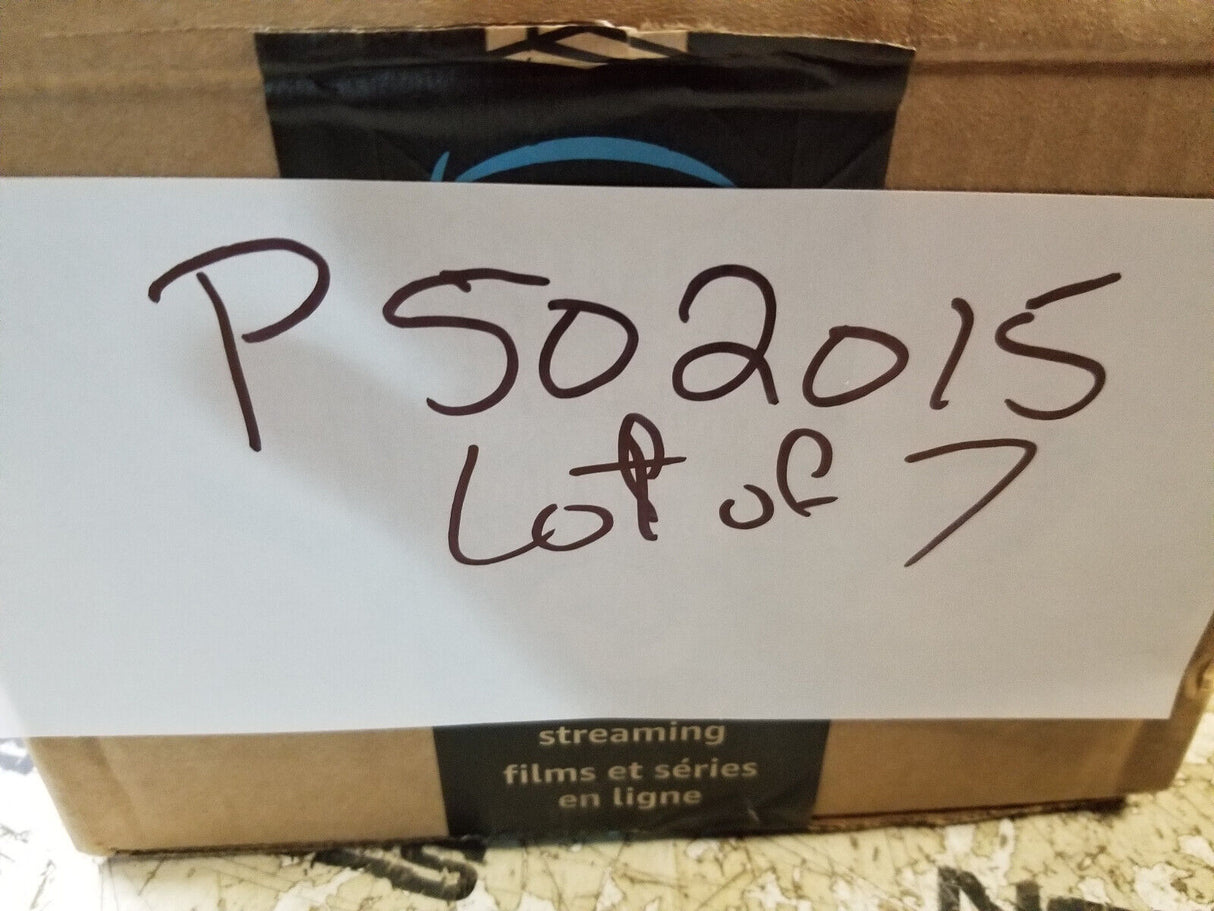 P502015
Lot of 7
streaming
films et séries
en ligne